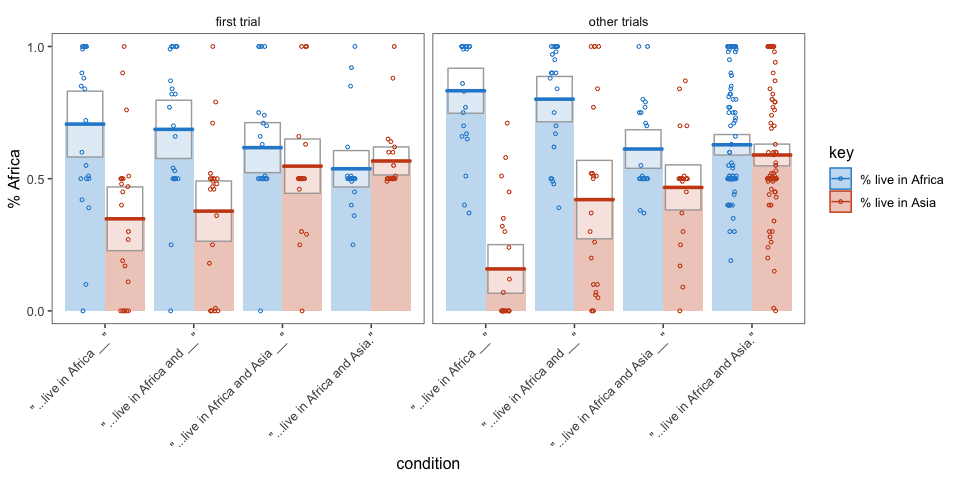 first trial
other trials
% Africa
1.0
0.5
0.0
"...live in Africa __"
"...live in Africa and __"
"...live in Africa and Asia __"
"...live in Africa and Asia."
"...live in Africa __"
"...live in Africa and __"
"...live in Africa and Asia __"
"...live in Africa and Asia."
condition
key
% live in Africa
% live in Asia